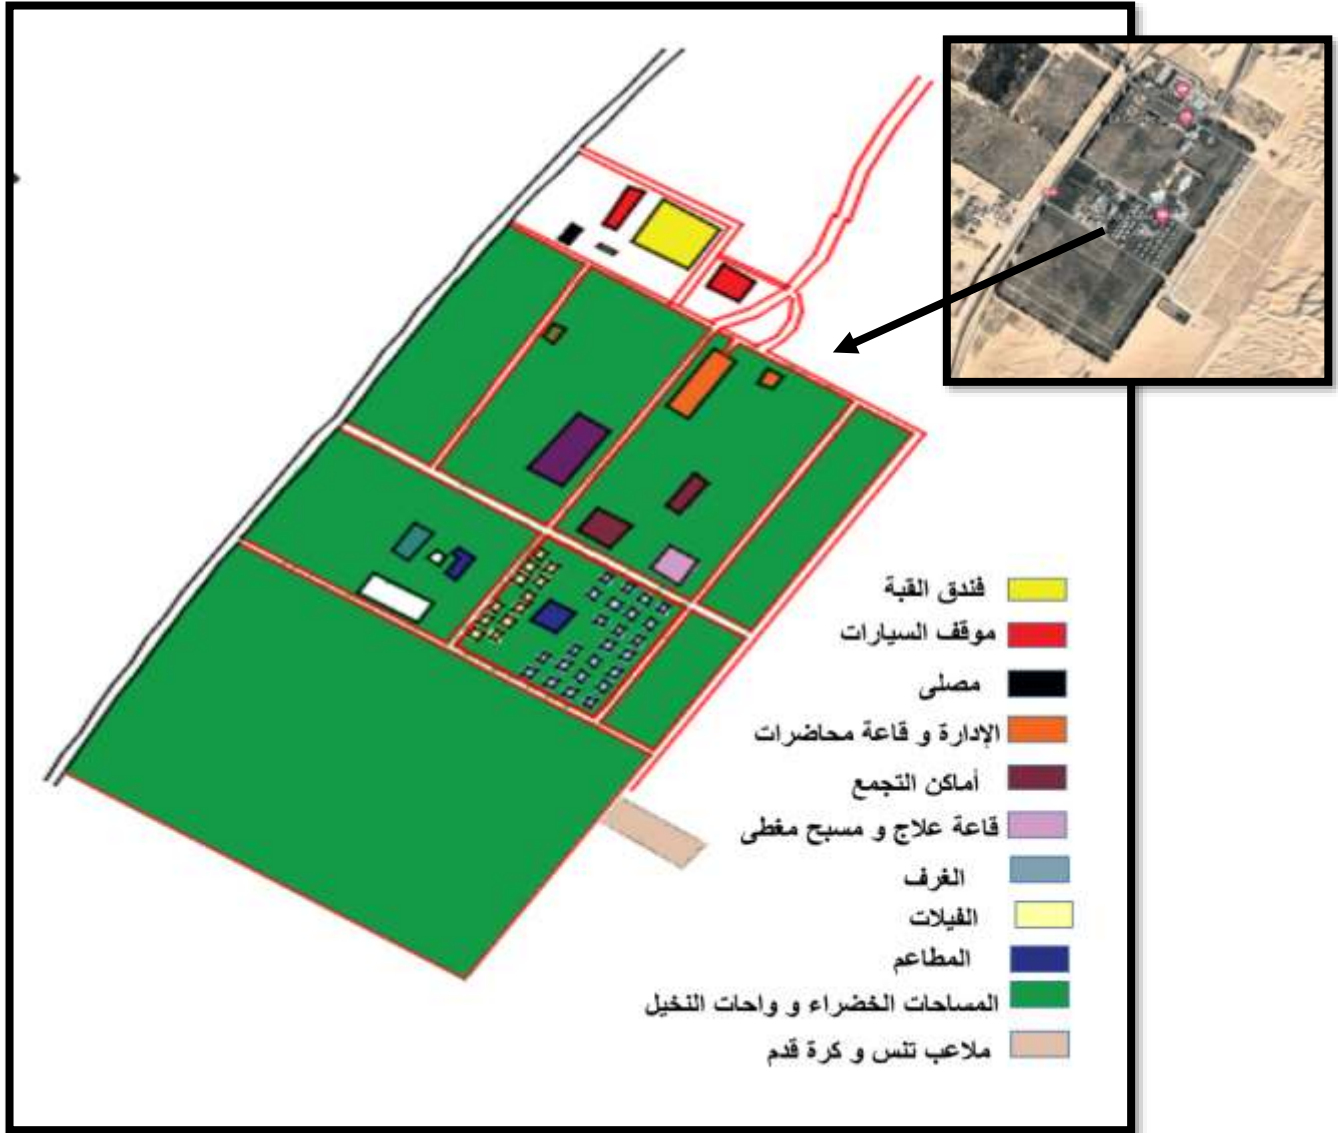 فندق القبة
موقف السيارات
مصلى
الإدارة و قاعة محاضرات
أماكن التجمع
قاعة علاج و مسبح مغطى
الغرف
الفيلات
المطاعم
المساحات الخضراء و واحات النخيل
ملاعب تنس و كرة قدم